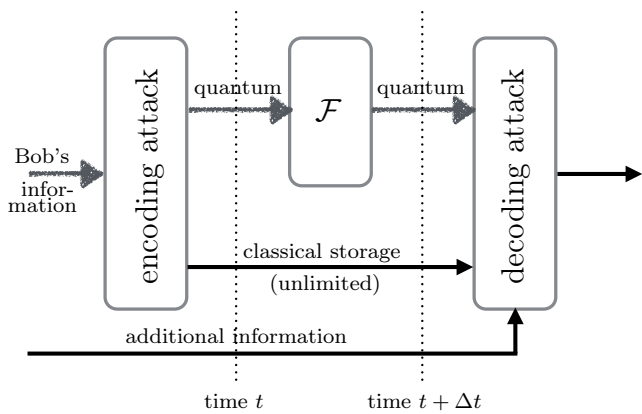 quantum
quantum
ℱ
encoding attack
decoding attack
Bob's
infor-
mation
classical storage
(unlimited)
additional information
time t
time t + Δt